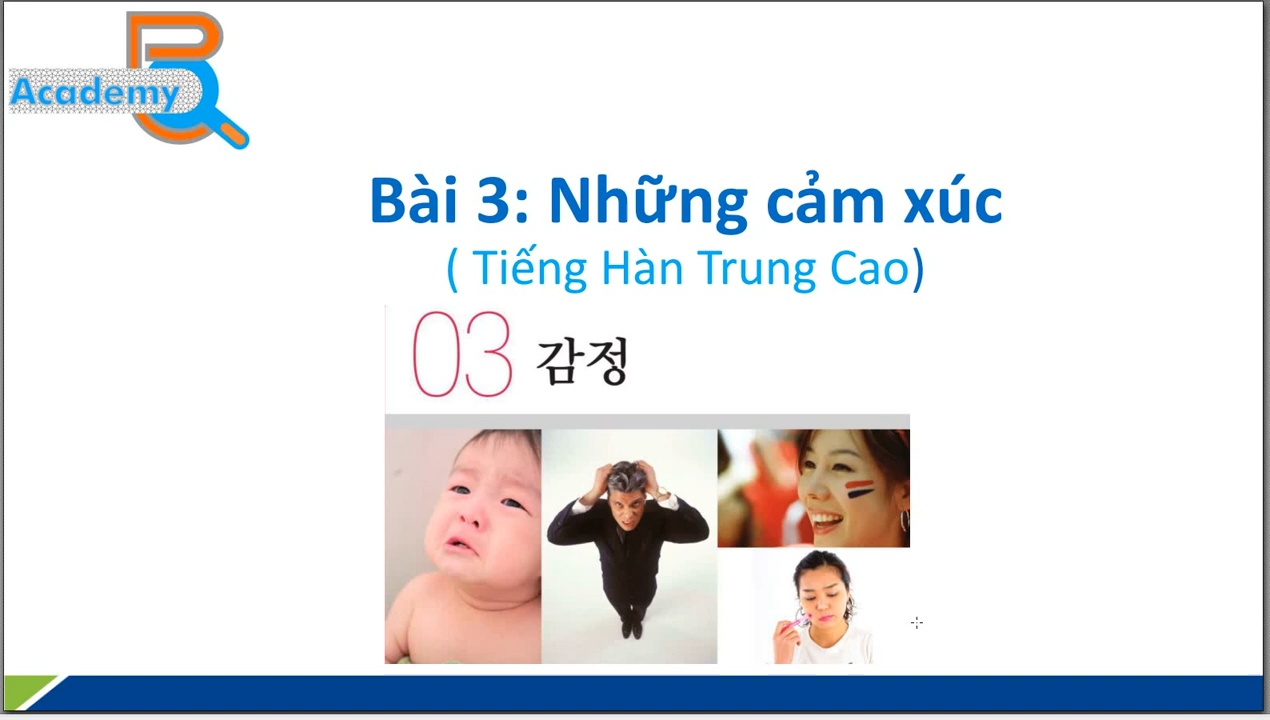 Academy
Bài 3: Những cảm xúc
( Tiếng Hàn Trung Cao)
03 감정